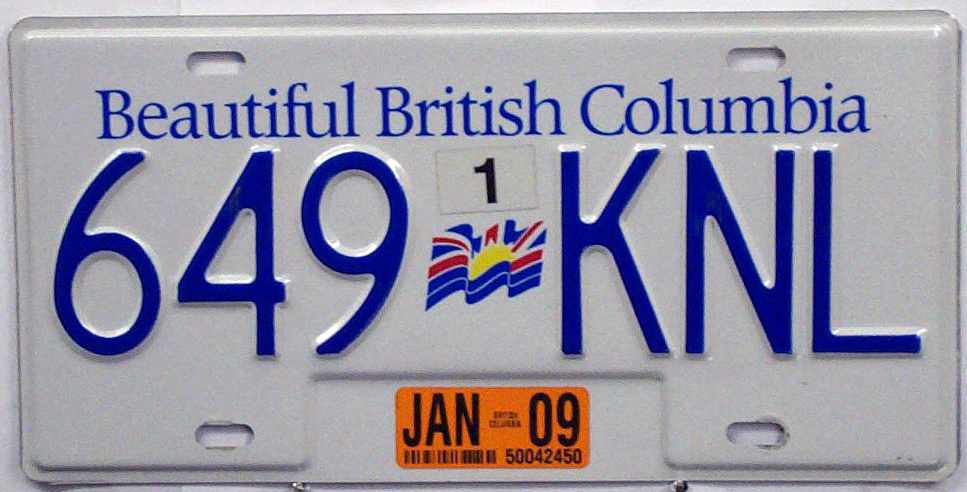 Beautiful British Columbia
1
649 KNL
JAN BRITISH COLUMBIA 09
50042450